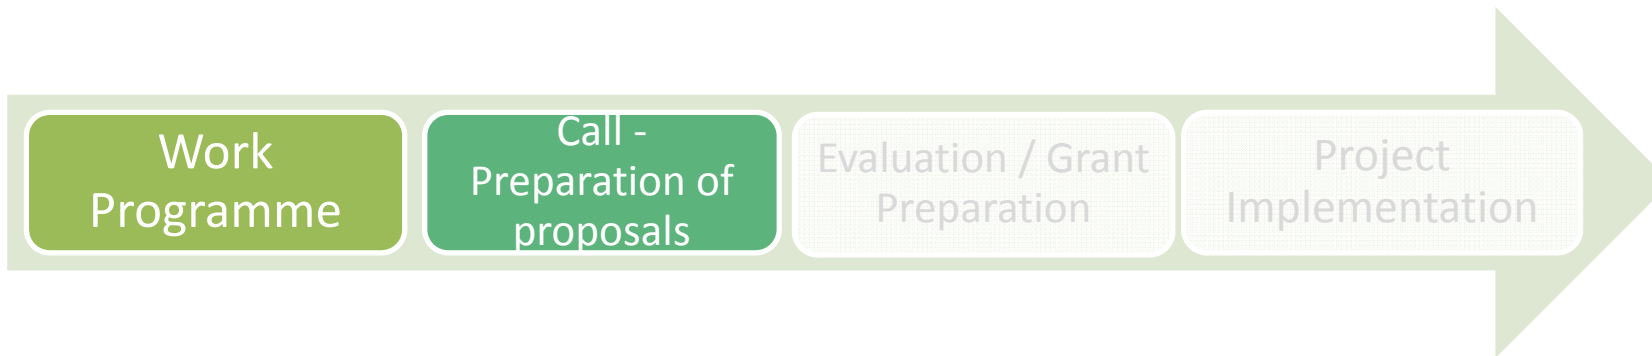 Work
Programme
Call -
Preparation of
proposals
Evaluation / Grant
Preparation
Project
Implementation